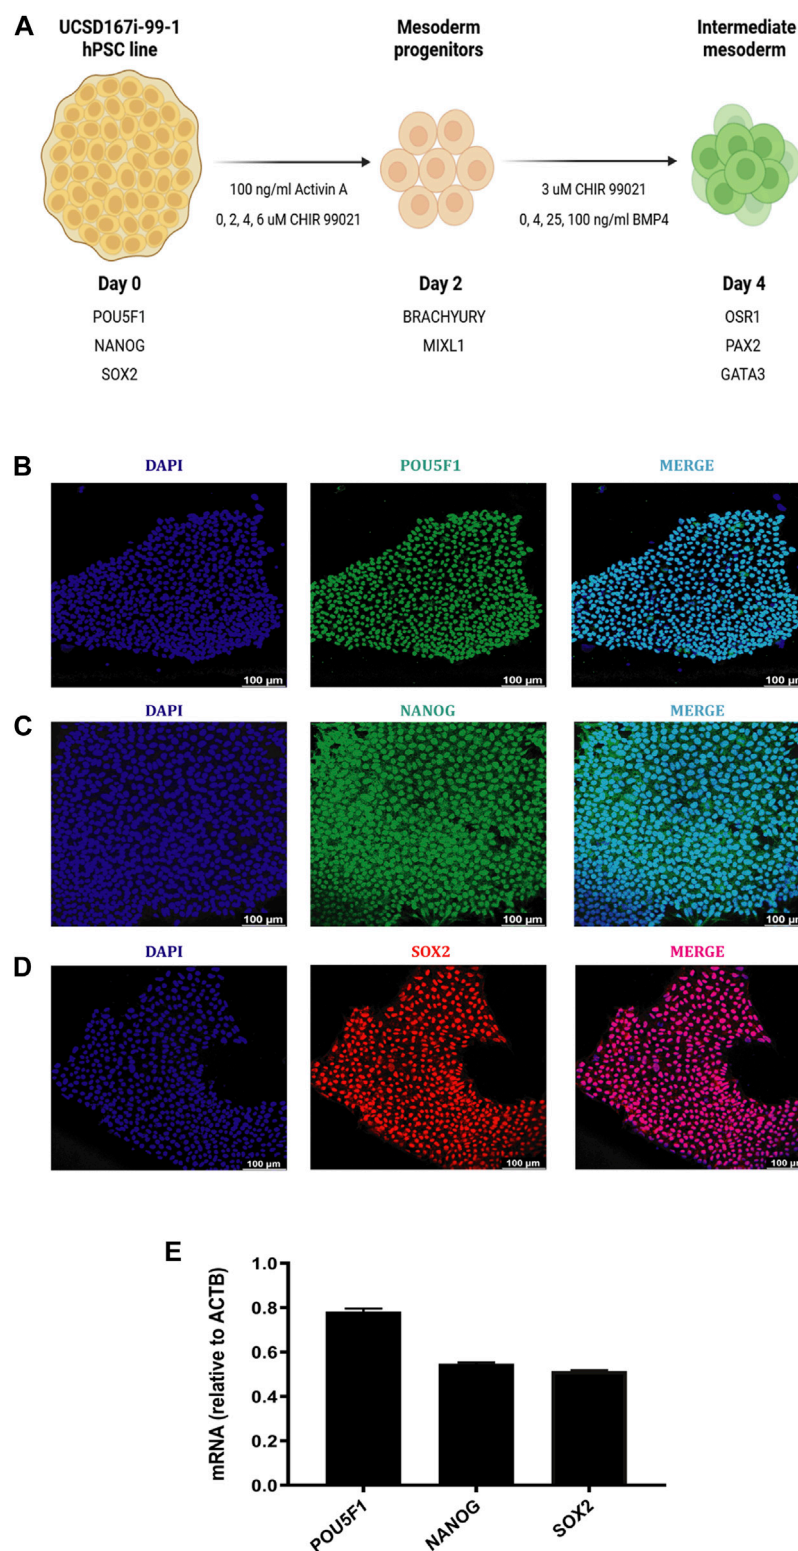 A
UCSD167i-99-1
hPSC line
Mesoderm
progenitors
Intermediate
mesoderm
100 ng/ml Activin A
0, 2, 4, 6 uM CHIR 99021
3 uM CHIR 99021
0, 4, 25, 100 ng/ml BMP4
Day 0
POU5F1
NANOG
SOX2
Day 2
BRACHYURY
MIXL1
Day 4
OSR1
PAX2
GATA3
B
DAPI
POU5F1
MERGE
100 μm
100 μm
100 μm
C
DAPI
NANOG
MERGE
100 μm
100 μm
100 μm
D
DAPI
SOX2
MERGE
100 μm
100 μm
100 μm
E
mRNA (relative to ACTB)
1.0
0.8
0.6
0.4
0.2
0.0
POU5F1
NANOG
SOX2